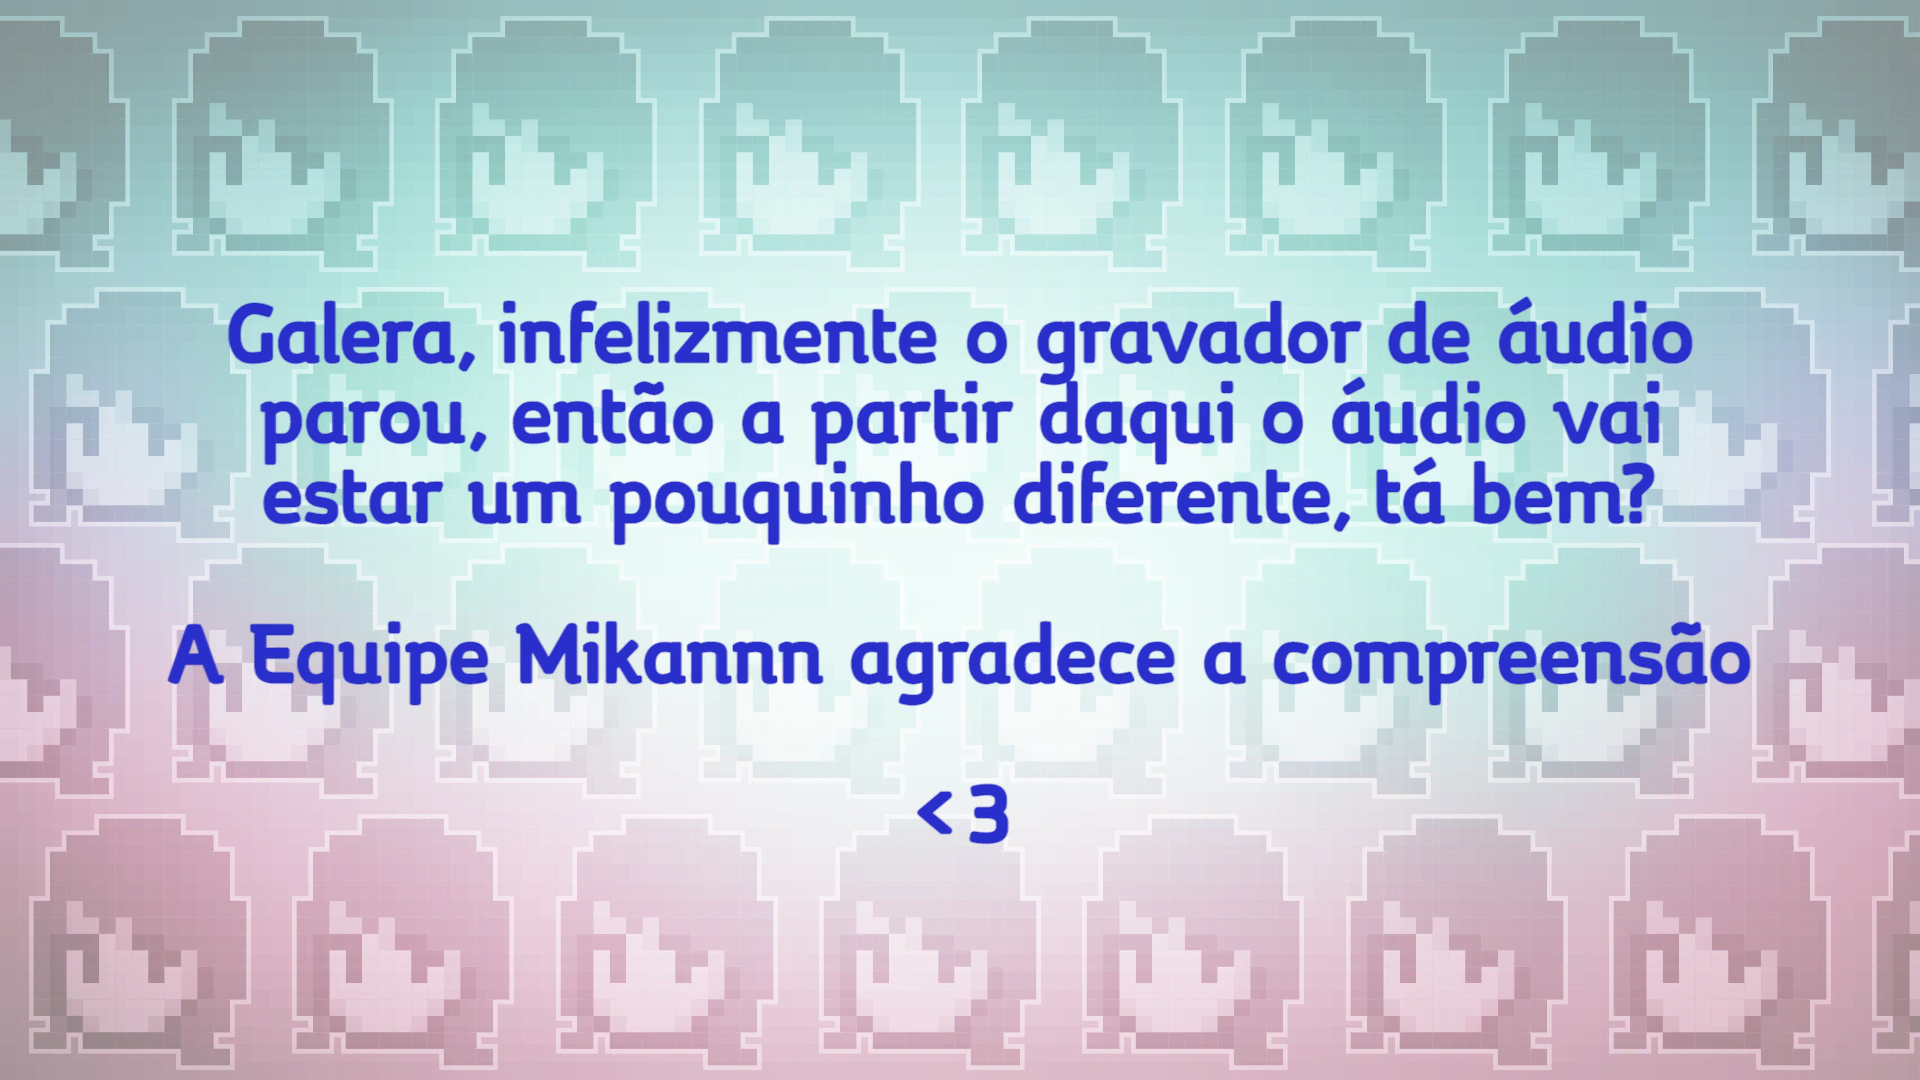 Galera, infelizmente o gravador de áudio
parou, então a partir daqui o áudio vai
estar um pouquinho diferente, tá bem?
A Equipe Mikannn agradece a compreensão
<3